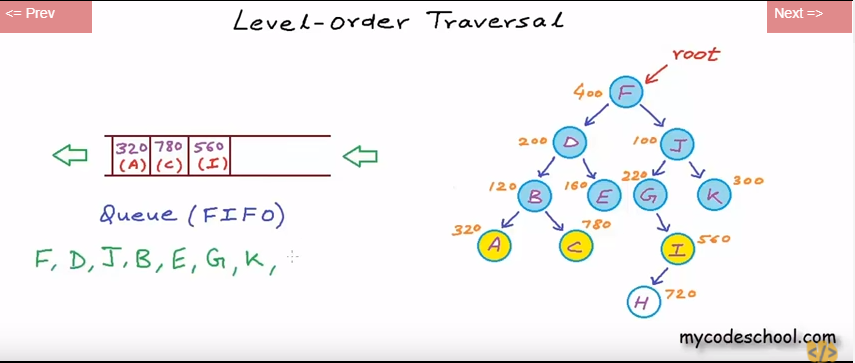 <= Prev
Level-order Traversal
Next =>
root
400 F
200 D
100 J
120 B
160 E
220 G
K 300
320 A
C 780
I 560
H 720
320 780 560
(A) (C) (I)
Queue (FIFO)
F, D, J, B, E, G, K,
mycodeschool.com
</>